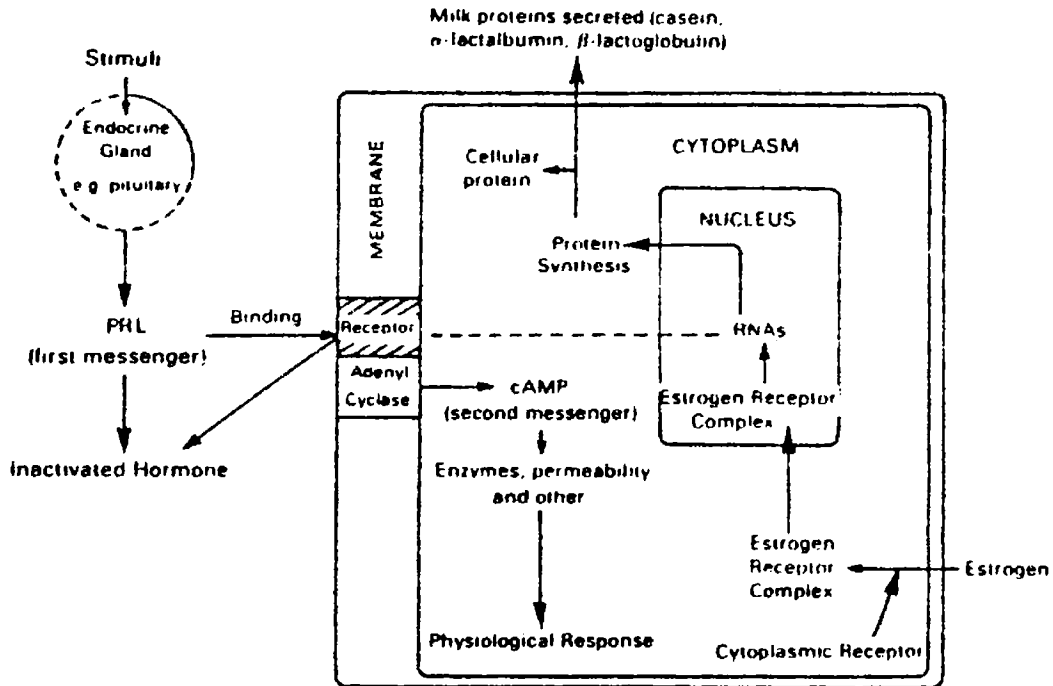 Milk proteins secreted (casein,
α-lactalbumin, β-lactoglobulin)
Stimuli
Endocrine
Gland
e.g. pituitary
PRL
(first messenger)
Inactivated Hormone
Binding
MEMBRANE
Receptor
Adenyl
Cyclase
CYTOPLASM
Cellular
protein
Protein
Synthesis
NUCLEUS
RNAs
Estrogen Receptor
Complex
cAMP
(second messenger)
Enzymes, permeability
and other
Physiological Response
Estrogen
Receptor
Complex
Estrogen
Cytoplasmic Receptor